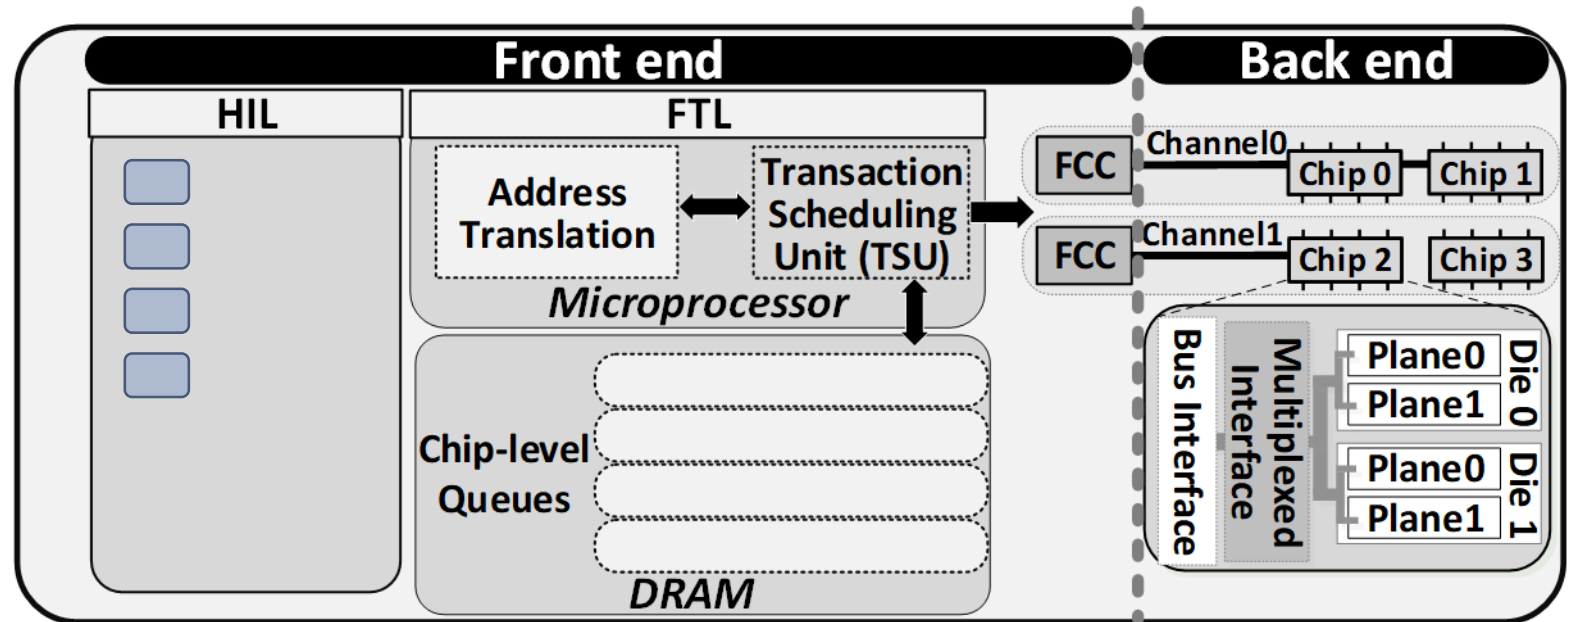 Front end
Back end
HIL
FTL
Address
Translation
Transaction
Scheduling
Unit (TSU)
Microprocessor
Chip-level
Queues
DRAM
FCC
Channel0
Chip 0
Chip 1
FCC
Channel1
Chip 2
Chip 3
Bus Interface
Multiplexed
Interface
Plane0
Plane1
Die 0
Plane0
Plane1
Die 1